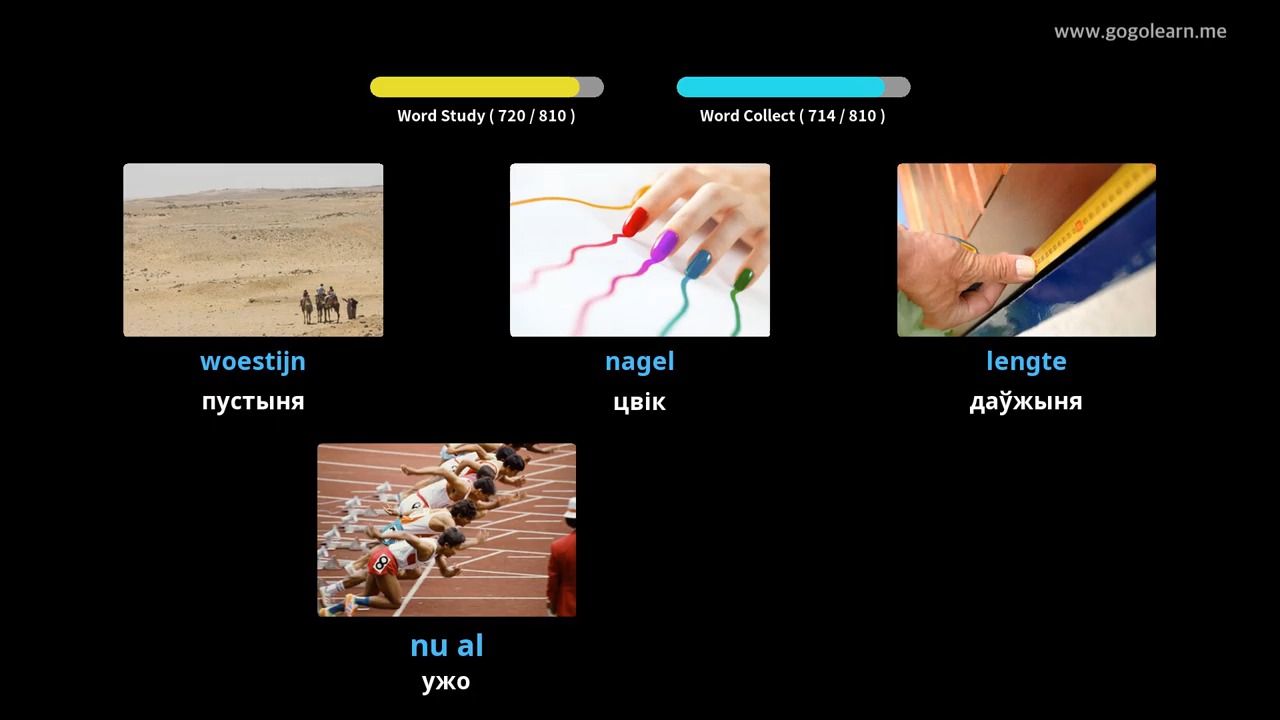 www.gogolearn.me
Word Study ( 720 / 810 )
Word Collect ( 714 / 810 )
woestijn
nagel
lengte
пустыня
цвік
даўжыня
nu al
ужо